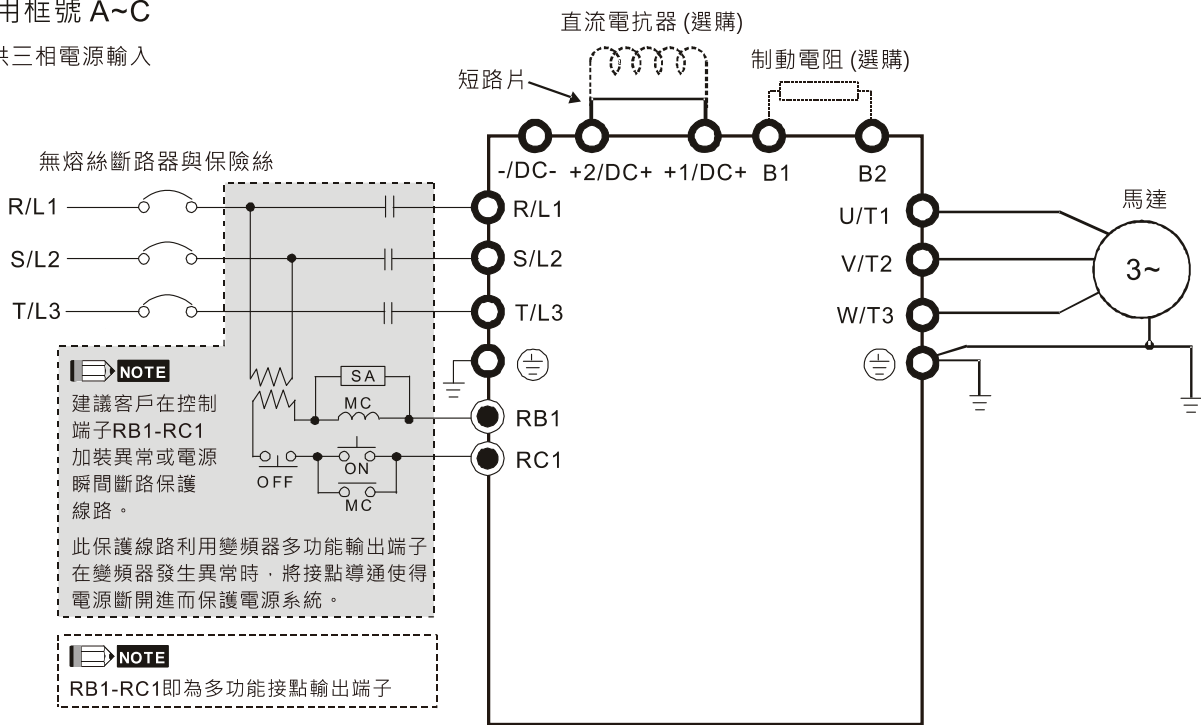 用框號 A~C
供三相電源輸入
直流電抗器 (選購)
制動電阻 (選購)
短路片
無熔絲斷路器與保險絲
-/DC- +2/DC+ +1/DC+ B1 B2
R/L1
R/L1
U/T1
馬達
S/L2
S/L2
V/T2
3~
T/L3
T/L3
W/T3
NOTE
建議客戶在控制
端子RB1-RC1
加裝異常或電源
瞬間斷路保護
線路。
SA
MC
RB1
ON
OFF
MC
RC1
此保護線路利用變頻器多功能輸出端子
在變頻器發生異常時，將接點導通使得
電源斷開進而保護電源系統。
NOTE
RB1-RC1即為多功能接點輸出端子